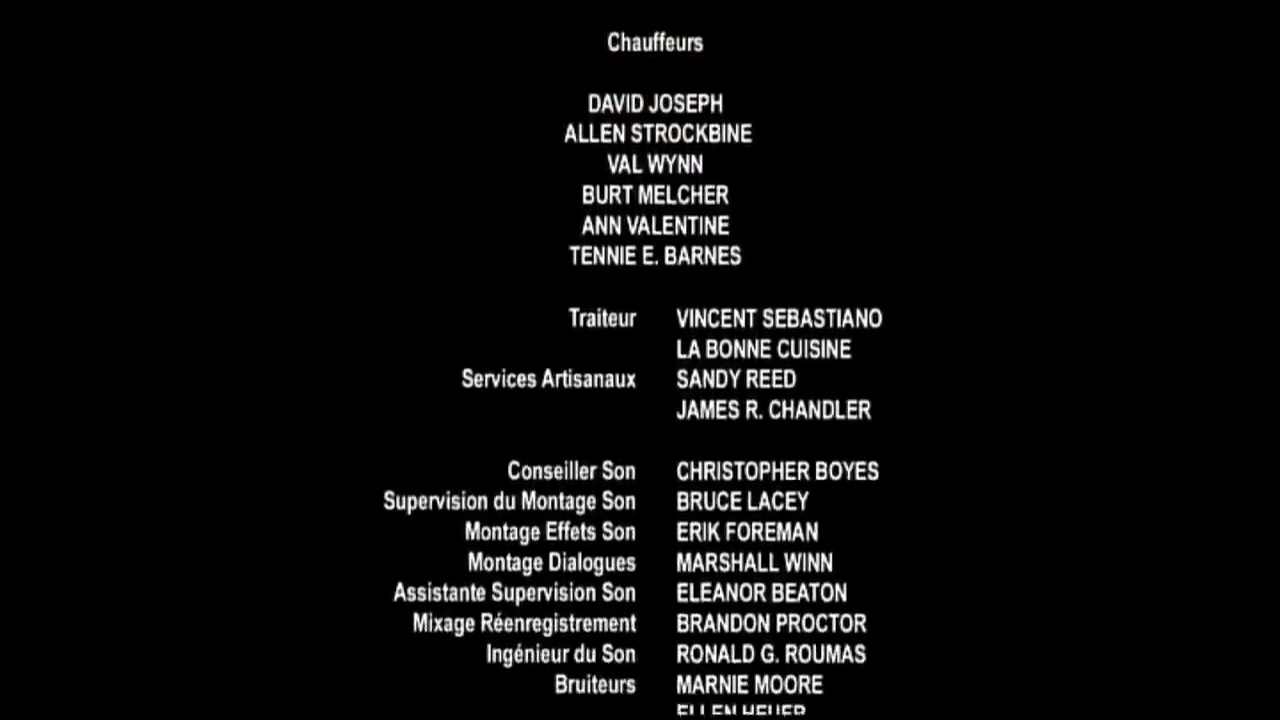 Chauffeurs
DAVID JOSEPH
ALLEN STROCKBINE
VAL WYNN
BURT MELCHER
ANN VALENTINE
TENNIE E. BARNES
Traiteur VINCENT SEBASTIANO
LA BONNE CUISINE
Services Artisanaux SANDY REED
JAMES R. CHANDLER
Conseiller Son CHRISTOPHER BOYES
Supervision du Montage Son BRUCE LACEY
Montage Effets Son ERIK FOREMAN
Montage Dialogues MARSHALL WINN
Assistante Supervision Son ELEANOR BEATON
Mixage Réenregistrement BRANDON PROCTOR
Ingénieur du Son RONALD G. ROUMAS
Bruiteurs MARNIE MOORE
ELLEN HEUER